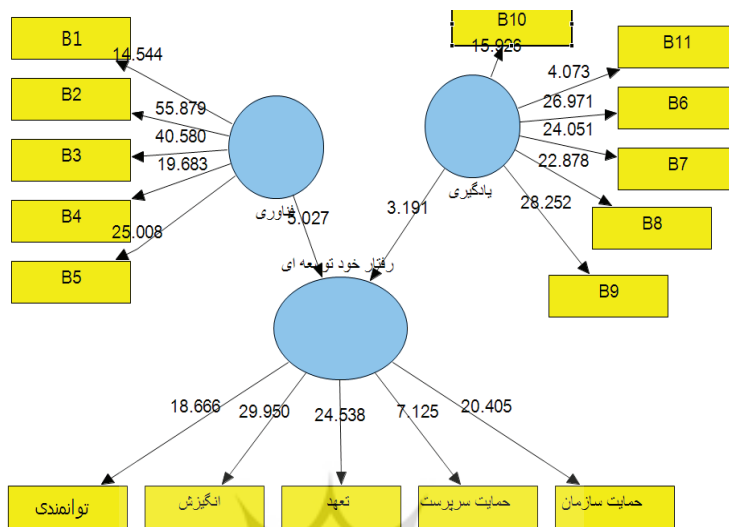 B10
B1
15.926
B11
14.544
4.073
B2
55.879
26.971
B6
40.580
24.051
B3
19.683
22.878
B7
یادگیری
فناوری
3.191
28.252
B4
5.027
B8
25.008
B5
رفتار خود توسعه ای
B9
18.666
29.950
24.538
7.125
20.405
توانمندی
انگیزش
تعهد
حمایت سرپرست
حمایت سازمان